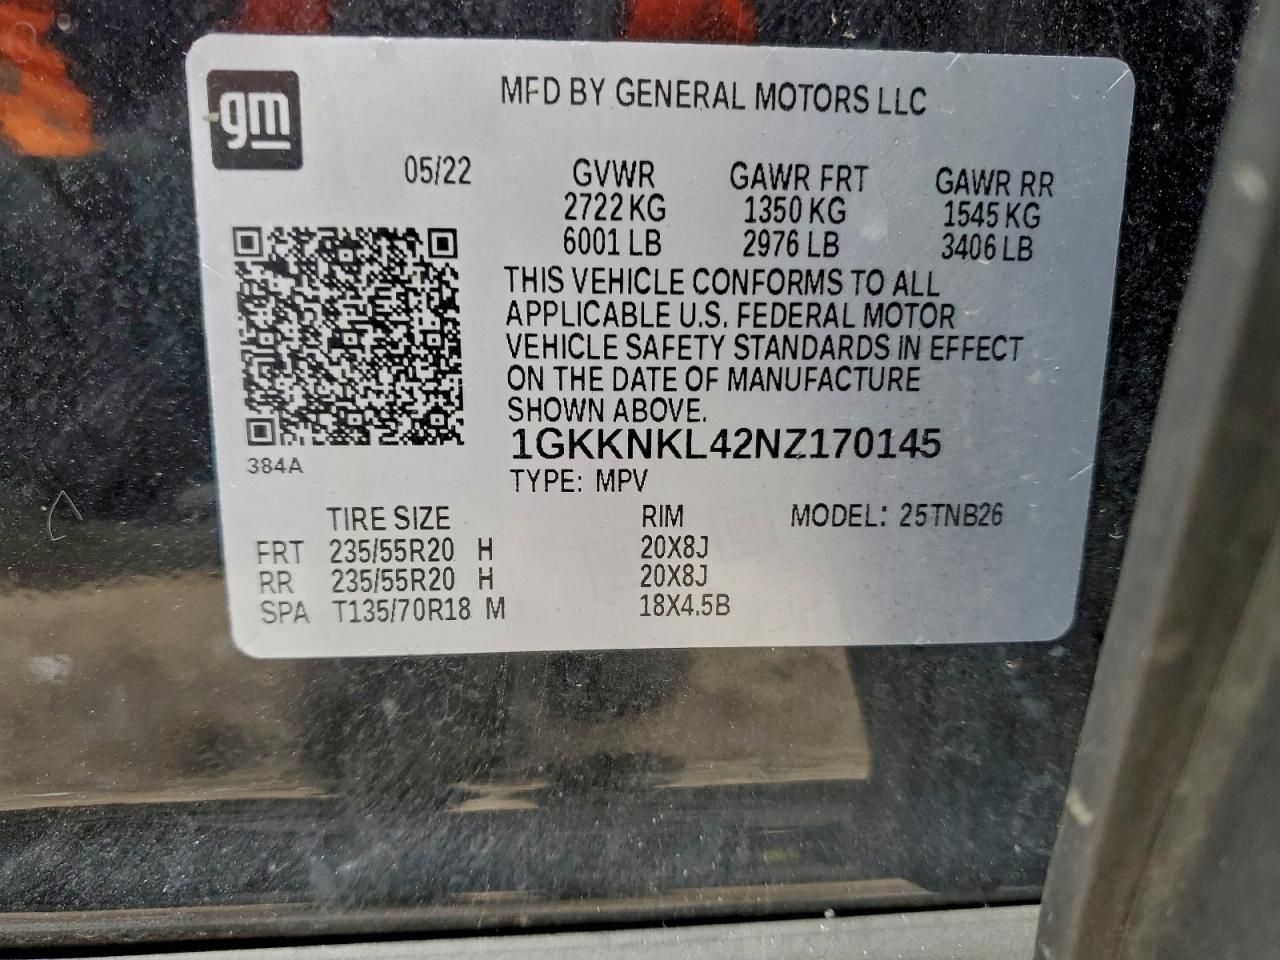 gm
MFD BY GENERAL MOTORS LLC
05/22 GVWR GAWR FRT GAWR RR
2722 KG 1350 KG 1545 KG
6001 LB 2976 LB 3406 LB
THIS VEHICLE CONFORMS TO ALL
APPLICABLE U.S. FEDERAL MOTOR
VEHICLE SAFETY STANDARDS IN EFFECT
ON THE DATE OF MANUFACTURE
SHOWN ABOVE.
1GKKNKL42NZ170145
384A
TYPE: MPV
TIRE SIZE RIM MODEL: 25TNB26
FRT 235/55R20 H 20X8J
RR 235/55R20 H 20X8J
SPA T135/70R18 M 18X4.5B